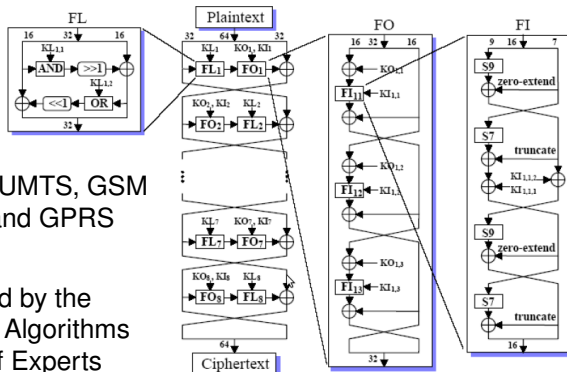 FL
16 32 16
KL1,1
AND >>1
KL1,2
<<1 OR
32
UMTS, GSM
and GPRS
d by the
Algorithms
f Experts
Plaintext
32 64 32
KL1 KO1, KI1
FL1 FO1
KO2, KI2 KL2
FO2 FL2
KL7 KO7, KI7
FL7 FO7
KO8, KI8 KL8
FO8 FL8
64
Ciphertext
FO
16 32 16
KO1,1
FI11 KI1,1
KO1,2
FI12 KI1,2
KO1,3
FI13 KI1,3
32
FI
9 16 7
S9
zero-extend
S7
truncate
KI1,1,2
KI1,1,1
S9
zero-extend
S7
truncate
16